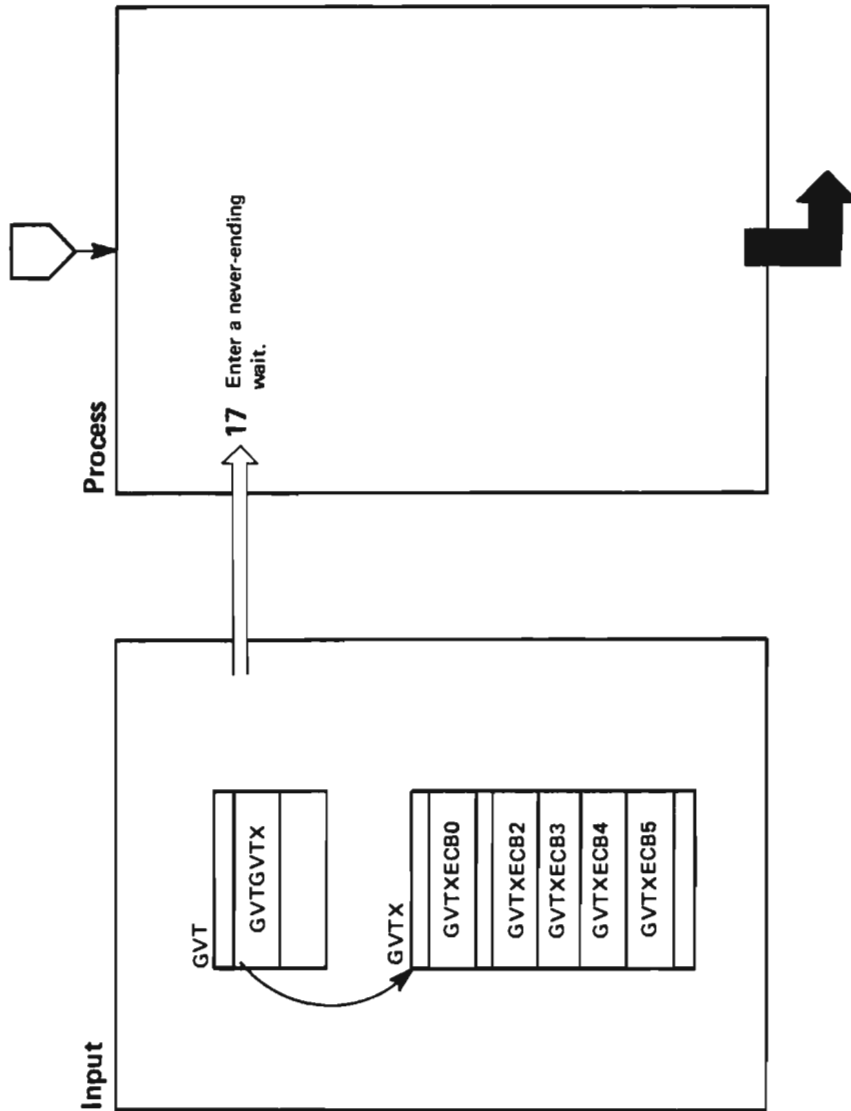 Input
GVT
GVTGVTX
GVTX
GVTXECB0
GVTXECB2
GVTXECB3
GVTXECB4
GVTXECB5
Process
17 Enter a never-ending
wait.